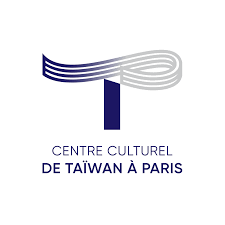 CENTRE CULTUREL
DE TAÏWAN À PARIS